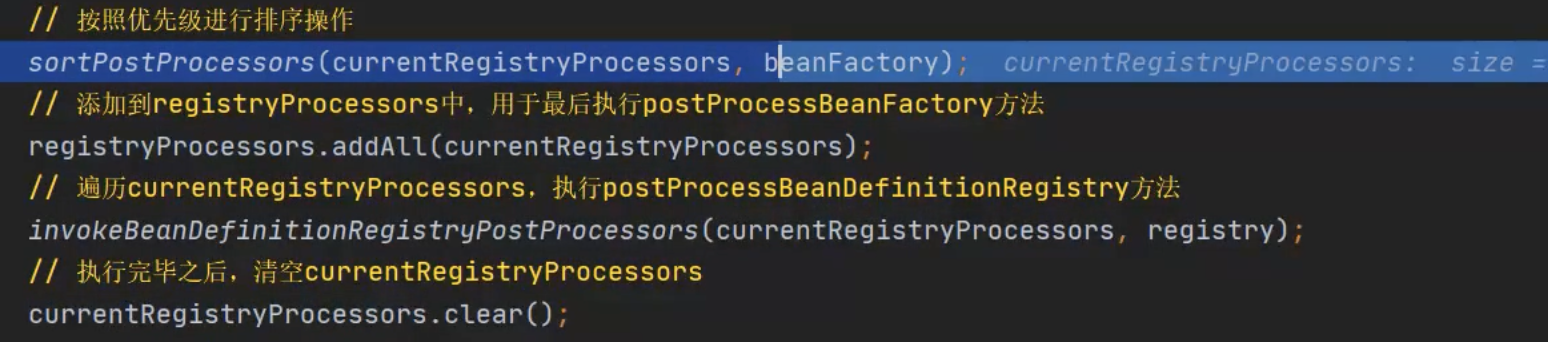 // 按照优先级进行排序操作
sortPostProcessors(currentRegistryProcessors, beanFactory);  currentRegistryProcessors:  size =
// 添加到registryProcessors中，用于最后执行postProcessBeanFactory方法
registryProcessors.addAll(currentRegistryProcessors);
// 遍历currentRegistryProcessors，执行postProcessBeanDefinitionRegistry方法
invokeBeanDefinitionRegistryPostProcessors(currentRegistryProcessors, registry);
// 执行完毕之后，清空currentRegistryProcessors
currentRegistryProcessors.clear();